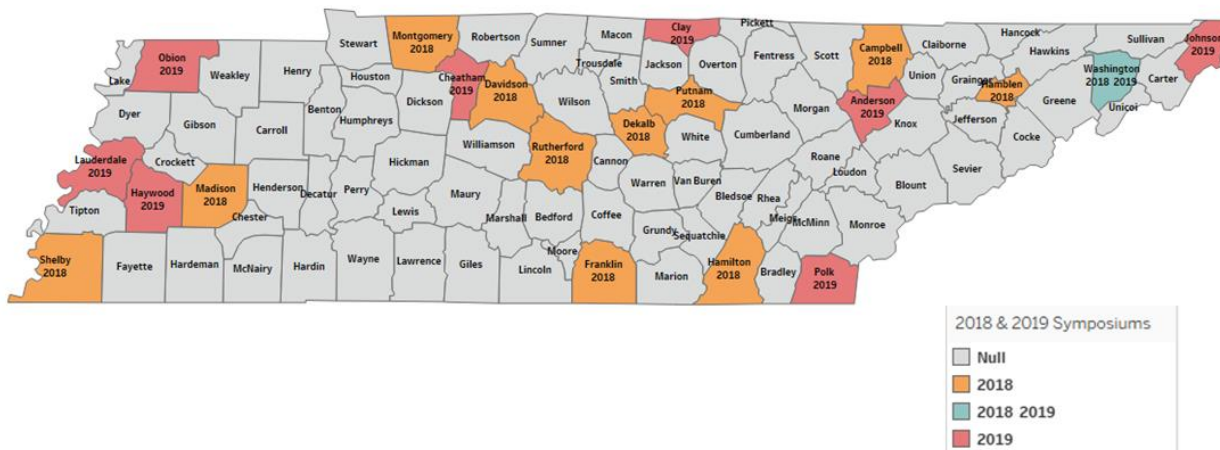 Pickett
Hancock
Montgomery
2018
Robertson
Macon
Clay
2019
Claiborne
Sullivan
Johnson
2019
Stewart
Sumner
Trousdale
Scott
Campbell
2018
Hawkins
Obion
2019
Lake
Weakley
Henry
Houston
Cheatham
2019
Davidson
2018
Smith
Jackson
Overton
Fentress
Union
Grainger
Hamblen
2018
Washington
2018 2019
Carter
Dickson
Wilson
Putnam
2018
Morgan
Anderson
2019
Greene
Unicoi
Dyer
Gibson
Benton
Humphreys
Dekalb
2018
White
Cumberland
Knox
Jefferson
Cocke
Carroll
Williamson
Rutherford
2018
Cannon
Roane
Loudon
Sevier
Lauderdale
2019
Crockett
Hickman
Warren
Van Buren
Blount
Haywood
2019
Madison
2018
Henderson
Decatur
Perry
Maury
Bledsoe
Rhea
Tipton
Chester
Lewis
Marshall
Bedford
Coffee
Meigs
McMinn
Monroe
Grundy
Sequatchie
Shelby
2018
Fayette
Hardeman
McNairy
Hardin
Wayne
Lawrence
Giles
Lincoln
Moore
Franklin
2018
Marion
Hamilton
2018
Bradley
Polk
2019
2018 & 2019 Symposiums
Null
2018
2018 2019
2019